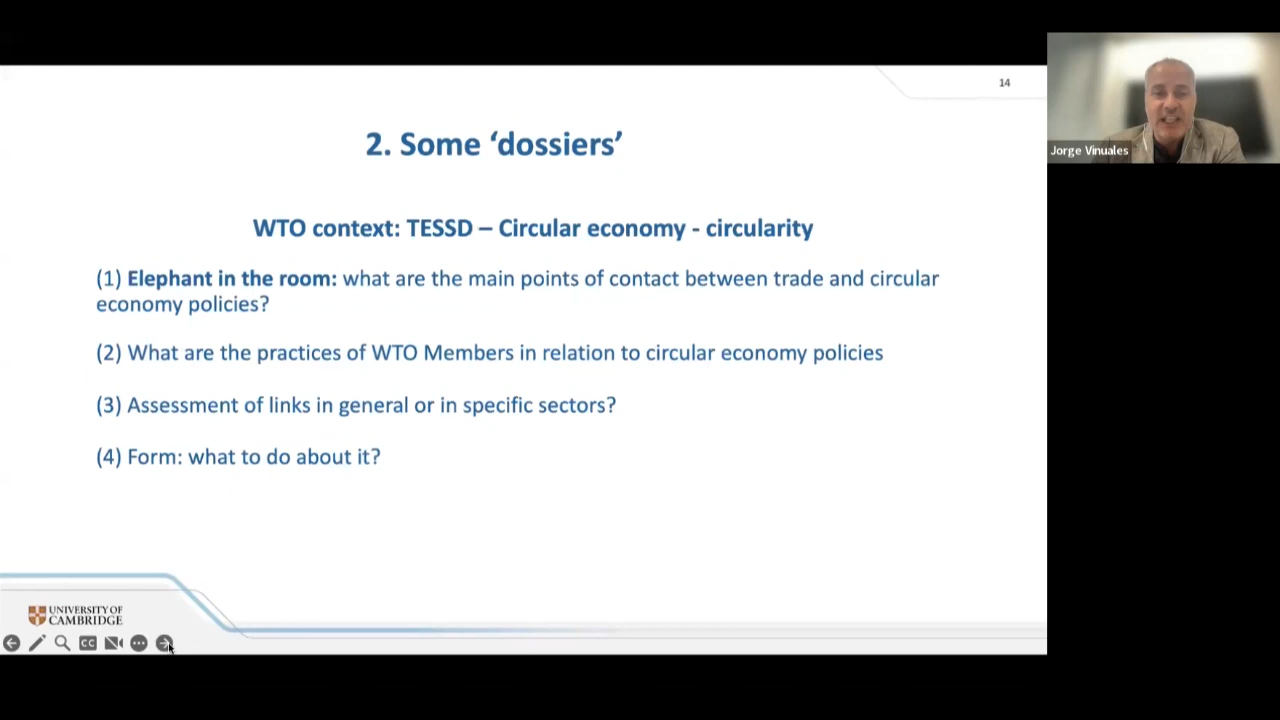 14
2. Some ‘dossiers’
WTO context: TESSD – Circular economy - circularity
(1) Elephant in the room: what are the main points of contact between trade and circular
economy policies?
(2) What are the practices of WTO Members in relation to circular economy policies
(3) Assessment of links in general or in specific sectors?
(4) Form: what to do about it?
UNIVERSITY OF
CAMBRIDGE
CC
Jorge Vinuales